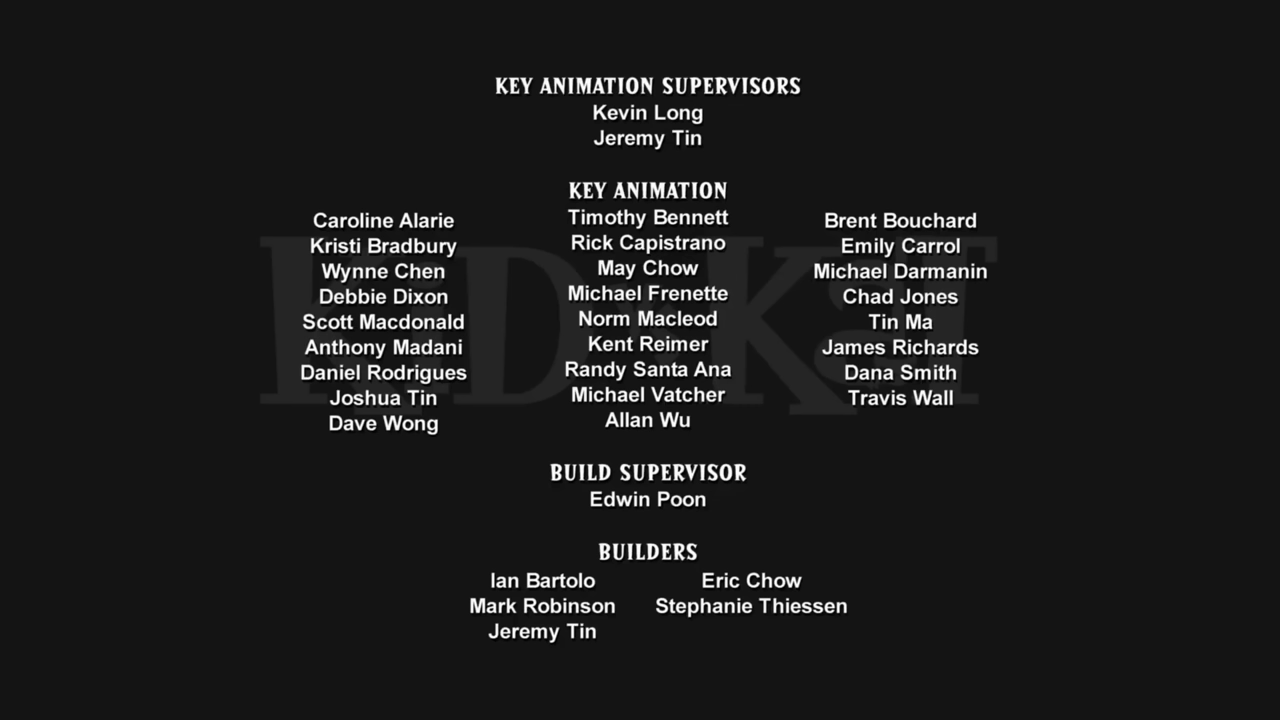 KEY ANIMATION SUPERVISORS
Kevin Long
Jeremy Tin
KEY ANIMATION
Caroline Alarie Timothy Bennett Brent Bouchard
Kristi Bradbury Rick Capistrano Emily Carrol
Wynne Chen May Chow Michael Darmanin
Debbie Dixon Michael Frenette Chad Jones
Scott Macdonald Norm Macleod Tin Ma
Anthony Madani Kent Reimer James Richards
Daniel Rodrigues Randy Santa Ana Dana Smith
Joshua Tin Michael Vatcher Travis Wall
Dave Wong Allan Wu
BUILD SUPERVISOR
Edwin Poon
BUILDERS
Ian Bartolo Eric Chow
Mark Robinson Stephanie Thiessen
Jeremy Tin